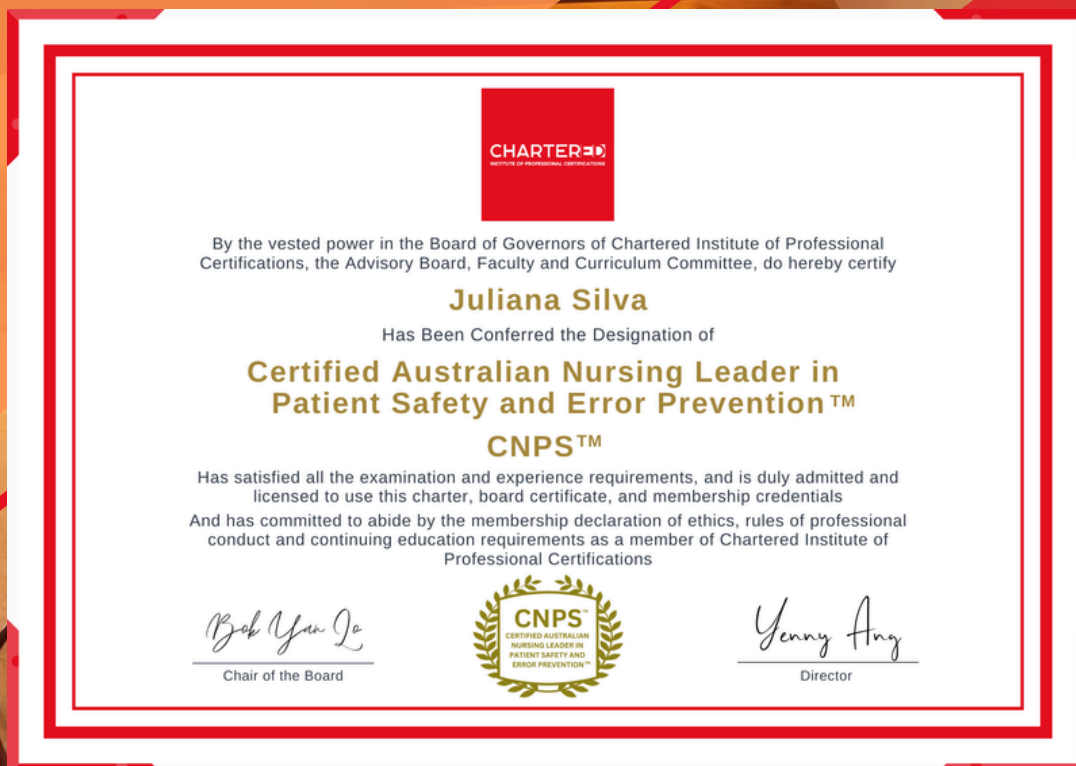 CHARTERED
INSTITUTE OF PROFESSIONAL CERTIFICATIONS
By the vested power in the Board of Governors of Chartered Institute of Professional
Certifications, the Advisory Board, Faculty and Curriculum Committee, do hereby certify
Juliana Silva
Has Been Conferred the Designation of
Certified Australian Nursing Leader in
Patient Safety and Error Prevention™
CNPS™
Has satisfied all the examination and experience requirements, and is duly admitted and
licensed to use this charter, board certificate, and membership credentials
And has committed to abide by the membership declaration of ethics, rules of professional
conduct and continuing education requirements as a member of Chartered Institute of
Professional Certifications
Bok Yan Lo
Chair of the Board
CNPS™
CERTIFIED AUSTRALIAN
NURSING LEADER IN
PATIENT SAFETY AND
ERROR PREVENTION™
Yenny Ang
Director